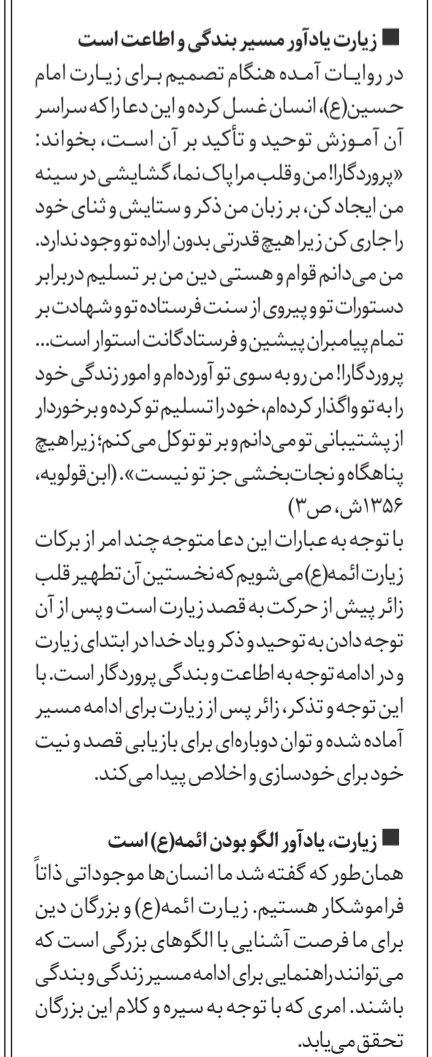 ■ زیارت یادآور مسیر بندگی و اطاعت است
در روایات آمده هنگام تصمیم برای زیارت امام
حسین(ع)، انسان غسل کرده و این دعا را که سراسر
آن آموزش توحید و تأکید بر آن است، بخواند:
«پروردگارا! من و قلب مرا پاک نما، گشایشی در سینه
من ایجاد کن، بر زبان من ذکر و ستایش و ثنای خود
را جاری کن زیرا هیچ قدرتی بدون اراده تو وجود ندارد.
من می‌دانم قوام و هستی دین من بر تسلیم دربرابر
دستورات تو و پیروی از سنت فرستاده تو و شهادت بر
تمام پیامبران پیشین و فرستادگانت استوار است...
پروردگارا! من رو به سوی تو آورده‌ام و امور زندگی خود
را به تو واگذار کرده‌ام، خود را تسلیم تو کرده و برخوردار
از پشتیبانی تو می‌دانم و بر تو توکل می‌کنم؛ زیرا هیچ
پناهگاه و نجات‌بخشی جز تو نیست». (ابن‌قولویه،
۱۳۵۶ش، ص۳)
با توجه به عبارات این دعا متوجه چند امر از برکات
زیارت ائمه(ع) می‌شویم که نخستین آن تطهیر قلب
زائر پیش از حرکت به قصد زیارت است و پس از آن
توجه دادن به توحید و ذکر و یاد خدا در ابتدای زیارت
و در ادامه توجه به اطاعت و بندگی پروردگار است. با
این توجه و تذکر، زائر پس از زیارت برای ادامه مسیر
آماده شده و توان دوباره‌ای برای بازیابی قصد و نیت
خود برای خودسازی و اخلاص پیدا می‌کند.
■ زیارت، یادآور الگو بودن ائمه(ع) است
همان‌طور که گفته شد ما انسان‌ها موجوداتی ذاتاً
فراموشکار هستیم. زیارت ائمه(ع) و بزرگان دین
برای ما فرصت آشنایی با الگوهای بزرگی است که
می‌توانند راهنمایی برای ادامه مسیر زندگی و بندگی
باشند. امری که با توجه به سیره و کلام این بزرگان
تحقق می‌یابد.